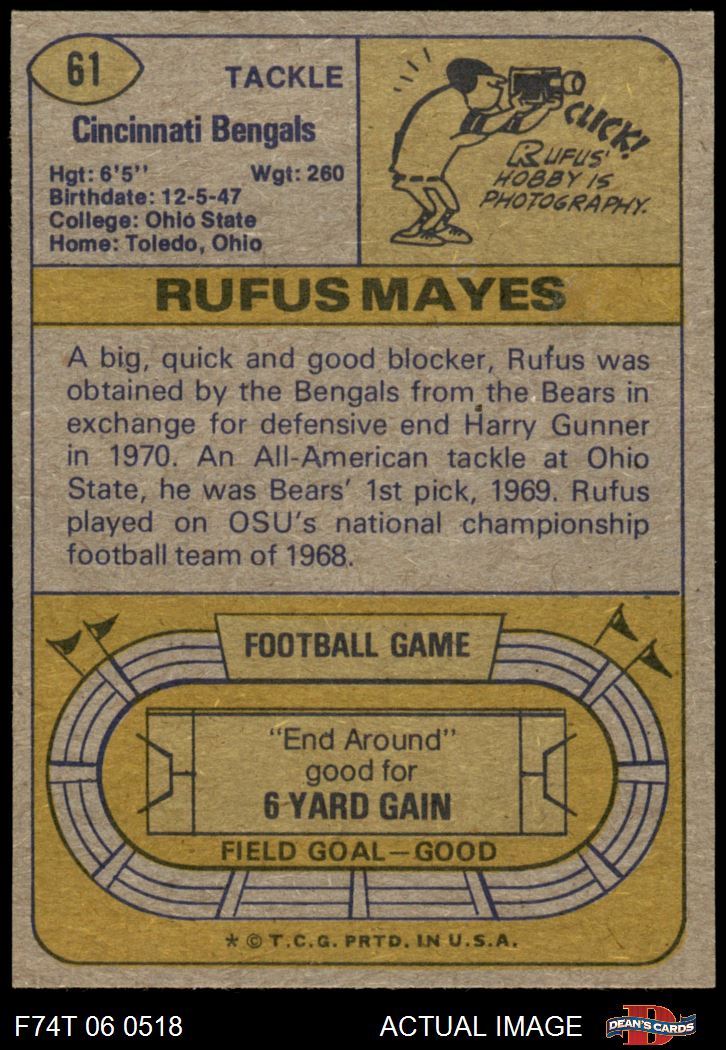 61
TACKLE
Cincinnati Bengals
Hgt: 6'5'' Wgt: 260
Birthdate: 12-5-47
College: Ohio State
Home: Toledo, Ohio
CLICK!
RUFUS'
HOBBY IS
PHOTOGRAPHY.
RUFUS MAYES
A big, quick and good blocker, Rufus was
obtained by the Bengals from the Bears in
exchange for defensive end Harry Gunner
in 1970. An All-American tackle at Ohio
State, he was Bears' 1st pick, 1969. Rufus
played on OSU's national championship
football team of 1968.
FOOTBALL GAME
"End Around"
good for
6 YARD GAIN
FIELD GOAL—GOOD
* © T.C.G. PRTD. IN U.S.A.
F74T 06 0518 ACTUAL IMAGE D DEAN'S CARDS